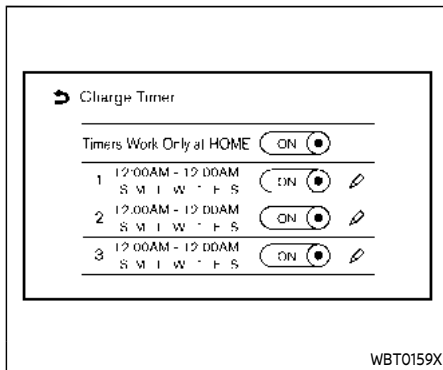 Charge Timer
Timers Work Only at HOME ON
1 12:00AM - 12:00AM ON
S M T W T F S
2 12:00AM - 12:00AM ON
S M T W T F S
3 12:00AM - 12:00AM ON
S M T W T F S
WBT0159X